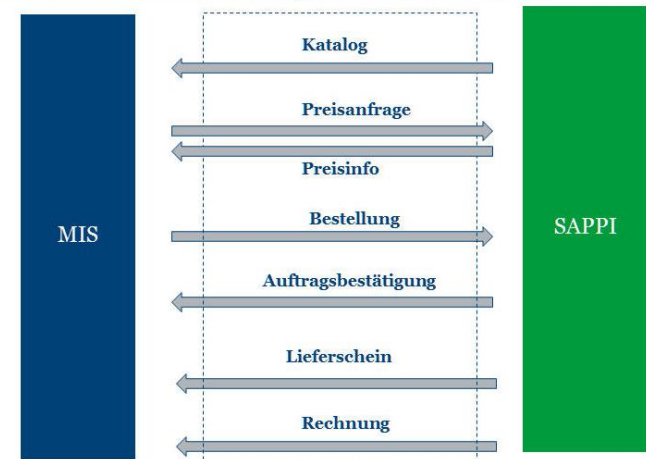 Katalog
Preisanfrage
Preisinfo
Bestellung
MIS
SAPPI
Auftragsbestätigung
Lieferschein
Rechnung